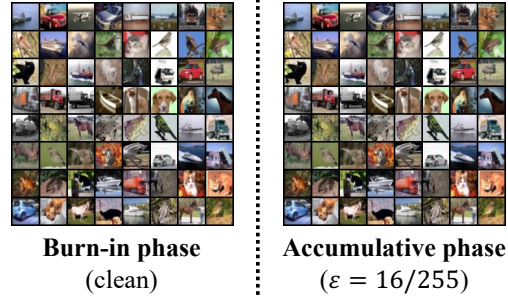 Burn-in phase
(clean)
Accumulative phase
(ε = 16/255)